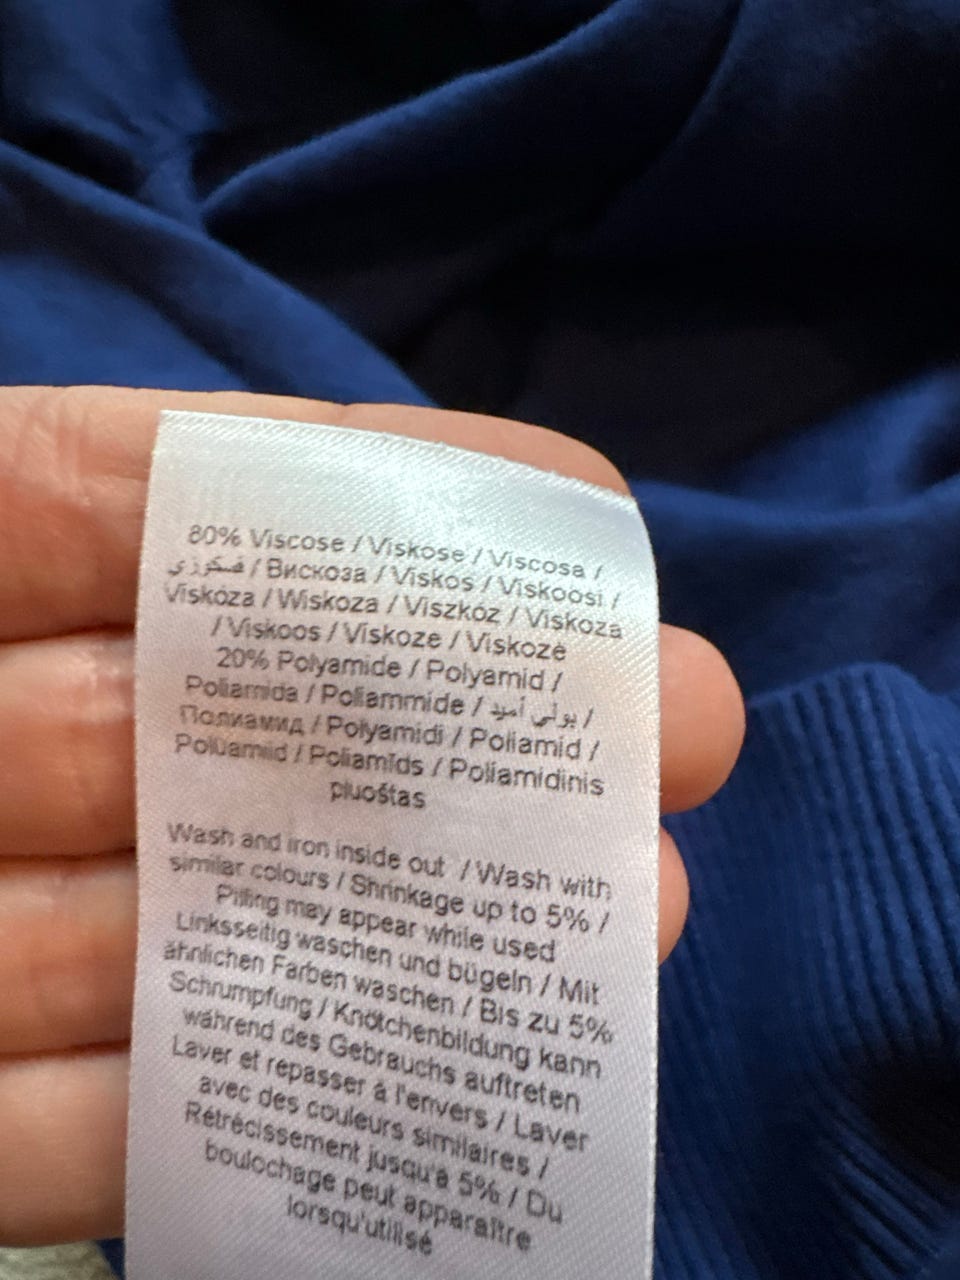 80% Viscose / Viskose / Viscosa /
فسكوزي / Вискоза / Viskos / Viskoosi /
Viskóza / Wiskoza / Viszkóz / Viskoza
/ Viskoos / Viskoze / Viskozė
20% Polyamide / Polyamid /
Poliamida / Poliammide / بولي أميد /
Полиамид / Polyamidi / Poliamid /
Polüamiid / Poliamīds / Poliamidinis
pluoštas
Wash and iron inside out / Wash with
similar colours / Shrinkage up to 5% /
Pilling may appear while used
Linksseitig waschen und bügeln / Mit
ähnlichen Farben waschen / Bis zu 5%
Schrumpfung / Knötchenbildung kann
während des Gebrauchs auftreten
Laver et repasser à l'envers / Laver
avec des couleurs similaires /
Rétrécissement jusqu'à 5% / Du
boulochage peut apparaître
lorsqu'utilisé